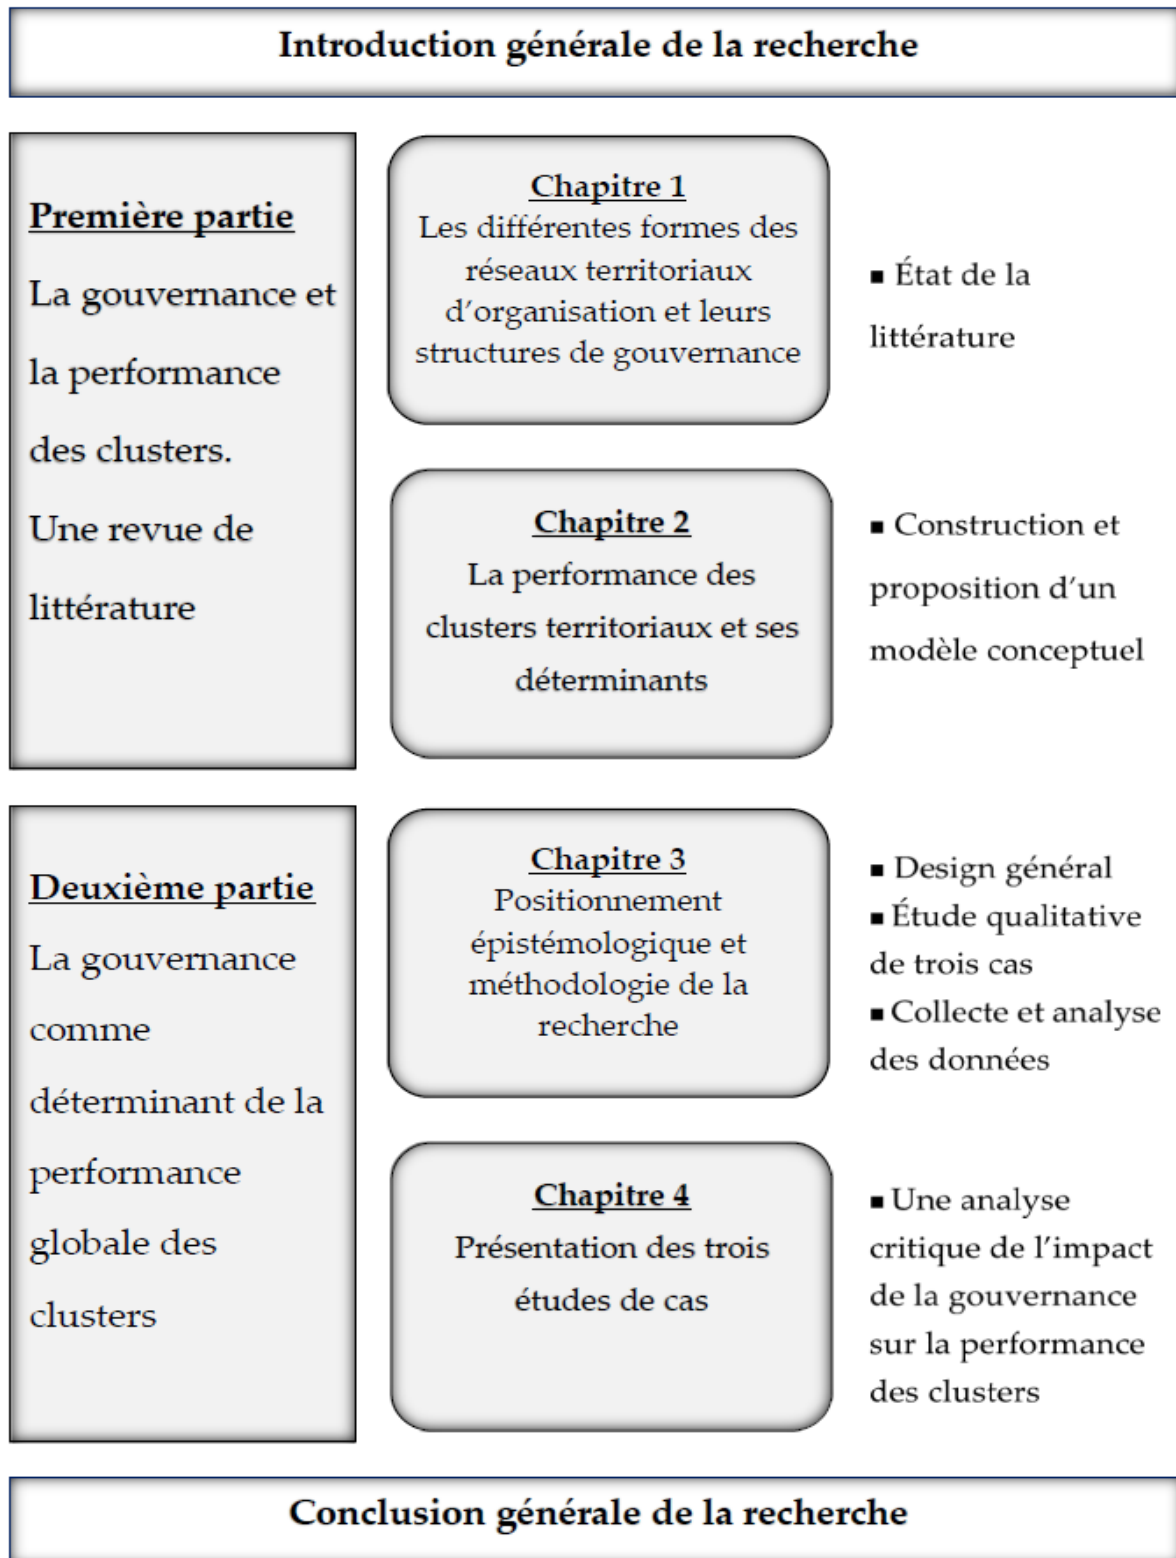 Introduction générale de la recherche
Première partie
La gouvernance et
la performance
des clusters.
Une revue de
littérature
Chapitre 1
Les différentes formes des
réseaux territoriaux
d’organisation et leurs
structures de gouvernance
■ État de la
littérature
Chapitre 2
La performance des
clusters territoriaux et ses
déterminants
■ Construction et
proposition d’un
modèle conceptuel
Deuxième partie
La gouvernance
comme
déterminant de la
performance
globale des
clusters
Chapitre 3
Positionnement
épistémologique et
méthodologie de la
recherche
■ Design général
■ Étude qualitative
de trois cas
■ Collecte et analyse
des données
Chapitre 4
Présentation des trois
études de cas
■ Une analyse
critique de l’impact
de la gouvernance
sur la performance
des clusters
Conclusion générale de la recherche